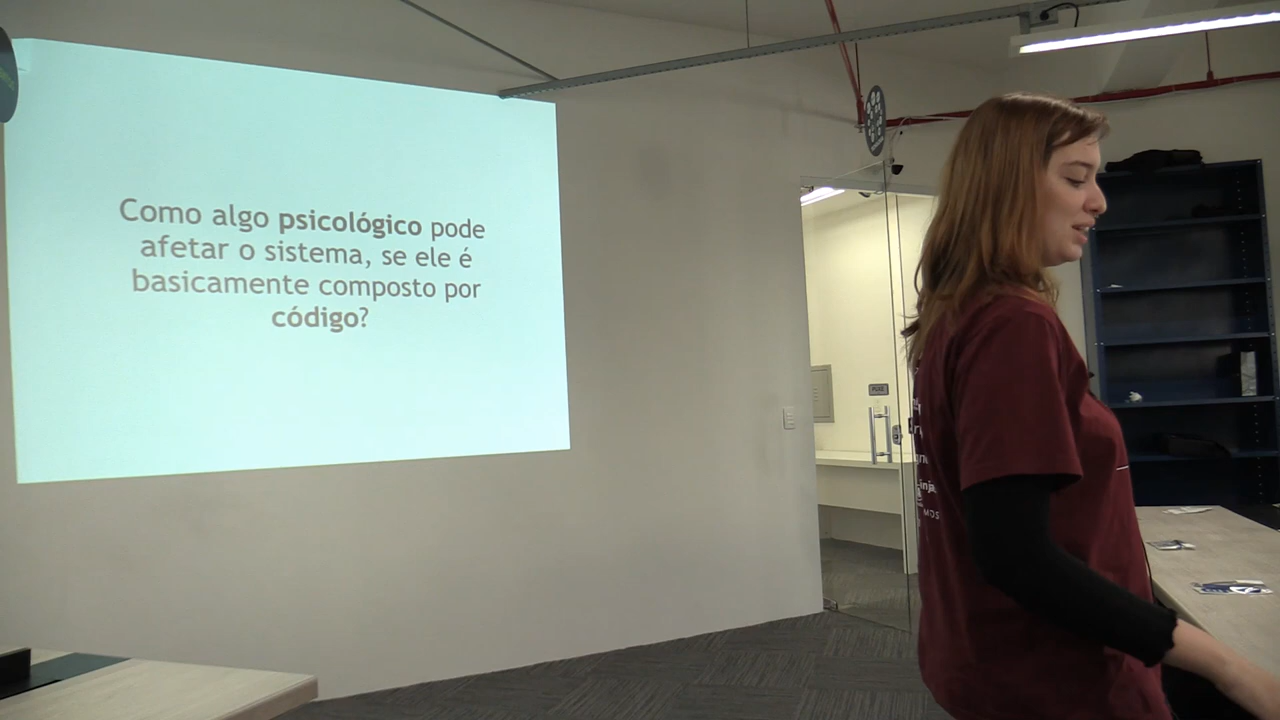 Como algo psicológico pode
afetar o sistema, se ele é
basicamente composto por
código?